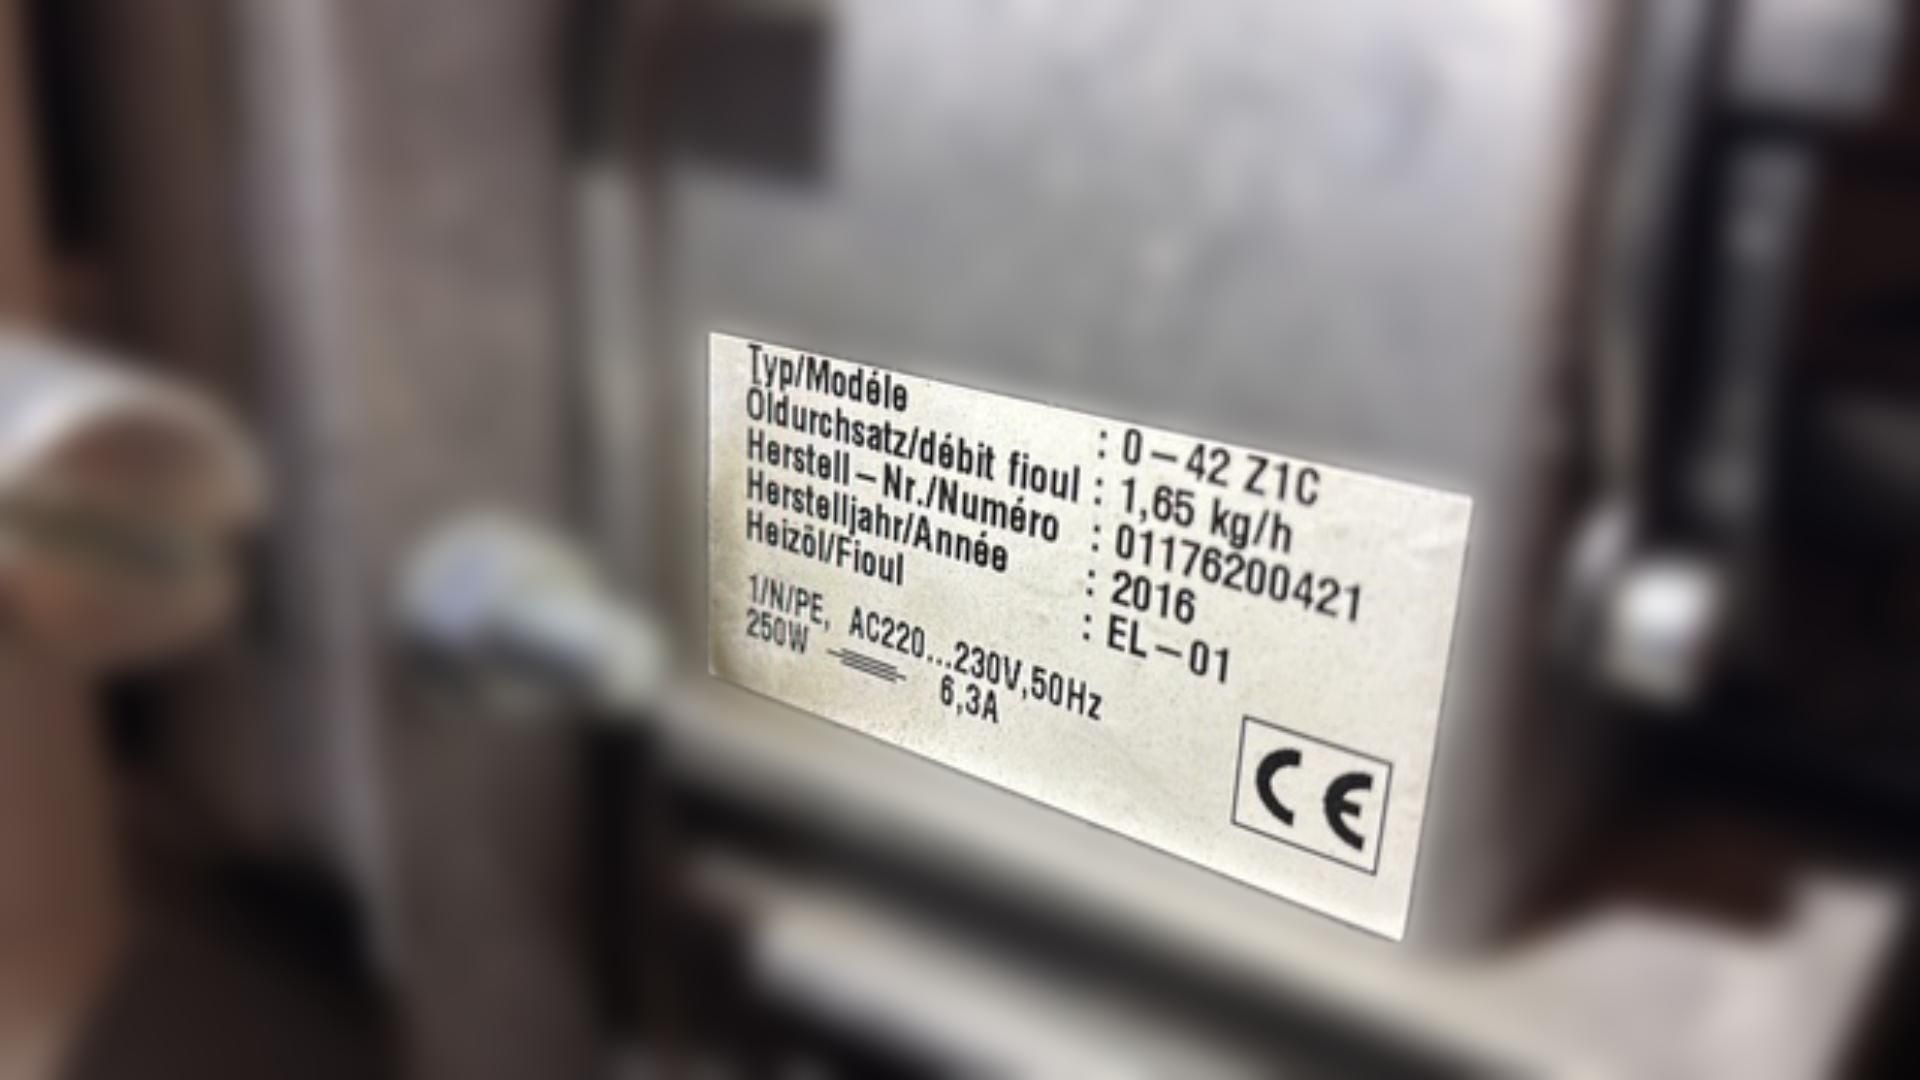 Typ/Modéle : 0-42 Z1C
Oldurchsatz/débit fioul : 1,65 kg/h
Herstell-Nr./Numéro : 01176200421
Herstelljahr/Année : 2016
Heizöl/Fioul : EL-01
1/N/PE, AC220...230V,50Hz
250W 6,3A
CE